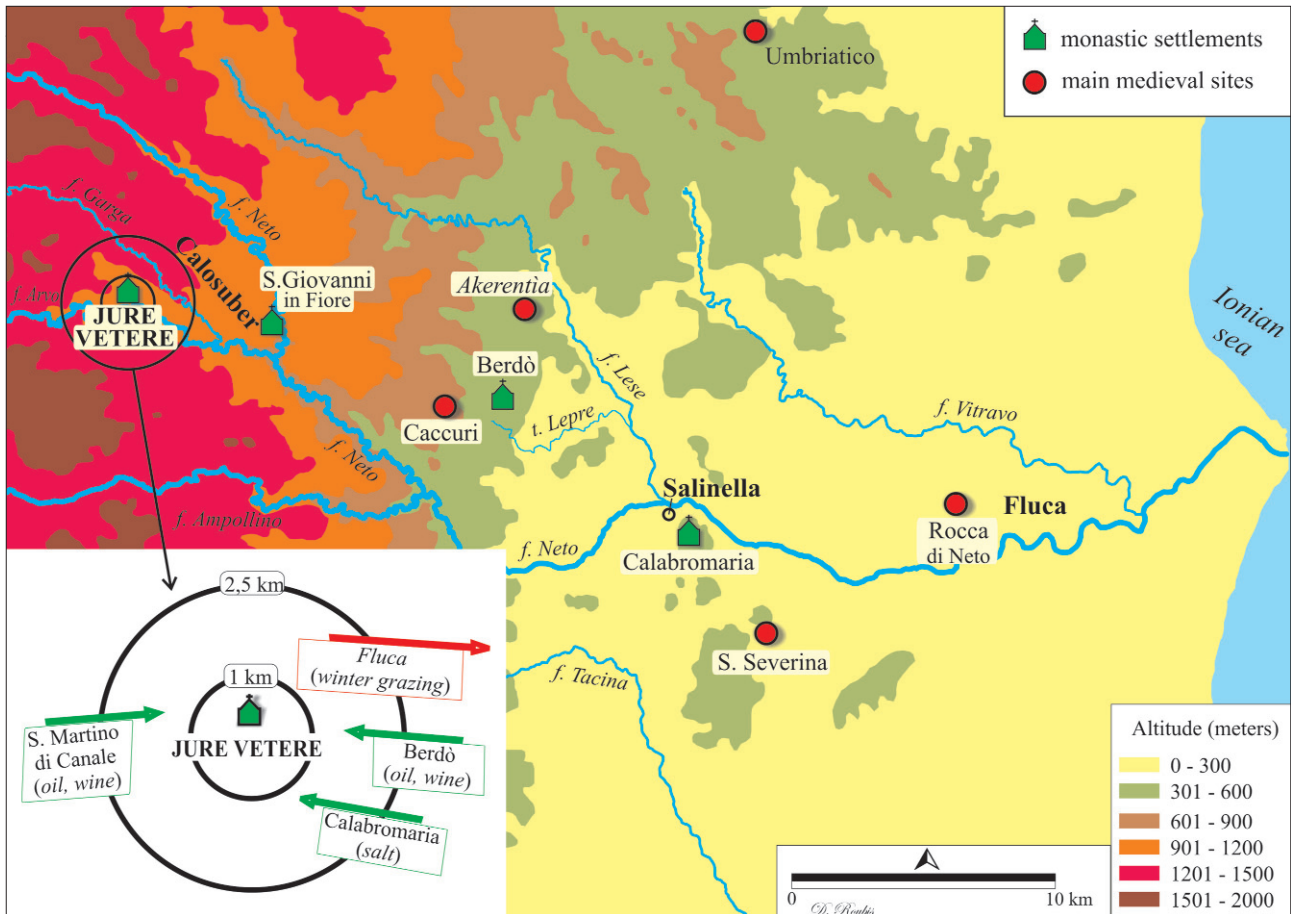 monastic settlements
main medieval sites
Umbriatico
f. Garga
f. Neto
Calosuber
S.Giovanni
in Fiore
f. Arvo
JURE
VETERE
Akerentìa
Ionian
sea
Berdò
f. Lese
t. Lepre
Caccuri
f. Vitravo
f. Neto
f. Ampollino
Salinella
Fluca
Rocca
di Neto
f. Neto
Calabromaria
S. Severina
f. Tacina
2,5 km
Fluca
(winter grazing)
1 km
JURE VETERE
S. Martino
di Canale
(oil, wine)
Berdò
(oil, wine)
Calabromaria
(salt)
Altitude (meters)
0 - 300
301 - 600
601 - 900
901 - 1200
1201 - 1500
1501 - 2000
0
10 km
D. Roubis